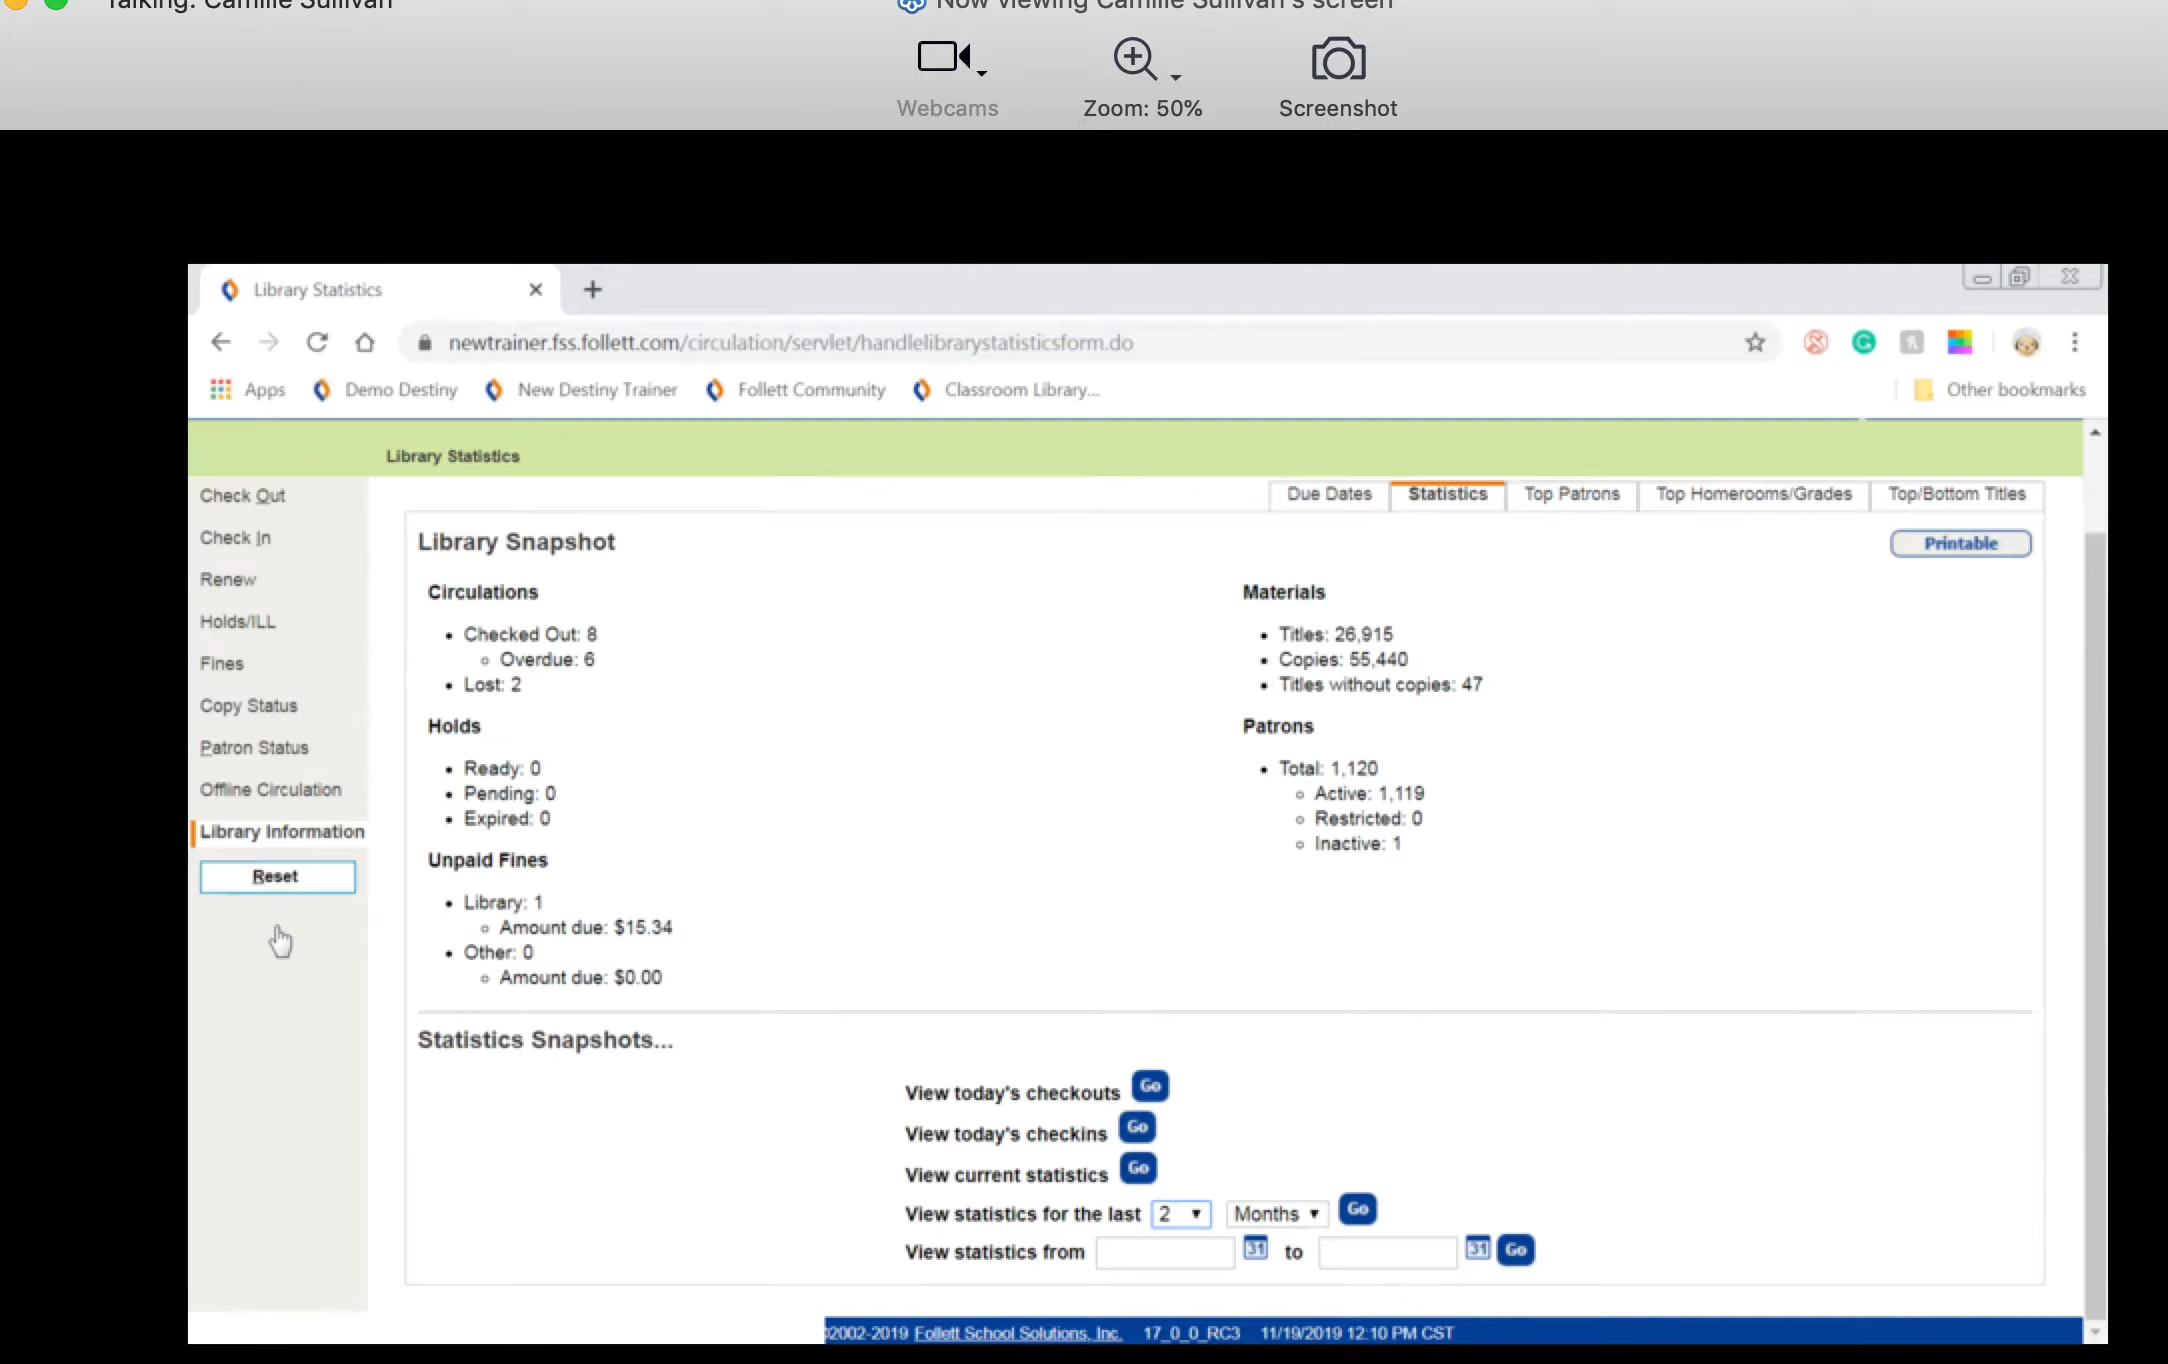 Talking: Camille Sullivan
Now viewing Camille Sullivan's screen
Webcams
Zoom: 50%
Screenshot
Library Statistics
newtrainer.fss.follett.com/circulation/servlet/handlelibrarystatisticsform.do
Apps
Demo Destiny
New Destiny Trainer
Follett Community
Classroom Library...
Other bookmarks
Library Statistics
Check Out
Check In
Renew
Holds/ILL
Fines
Copy Status
Patron Status
Offline Circulation
Library Information
Reset
Due Dates
Statistics
Top Patrons
Top Homerooms/Grades
Top/Bottom Titles
Library Snapshot
Printable
Circulations
Checked Out: 8
Overdue: 6
Lost: 2
Holds
Ready: 0
Pending: 0
Expired: 0
Unpaid Fines
Library: 1
Amount due: $15.34
Other: 0
Amount due: $0.00
Materials
Titles: 26,915
Copies: 55,440
Titles without copies: 47
Patrons
Total: 1,120
Active: 1,119
Restricted: 0
Inactive: 1
Statistics Snapshots...
View today's checkouts Go
View today's checkins Go
View current statistics Go
View statistics for the last 2 Months Go
View statistics from 31 to 31 Go
©2002-2019 Follett School Solutions, Inc. 17_0_0_RC3 11/19/2019 12:10 PM CST